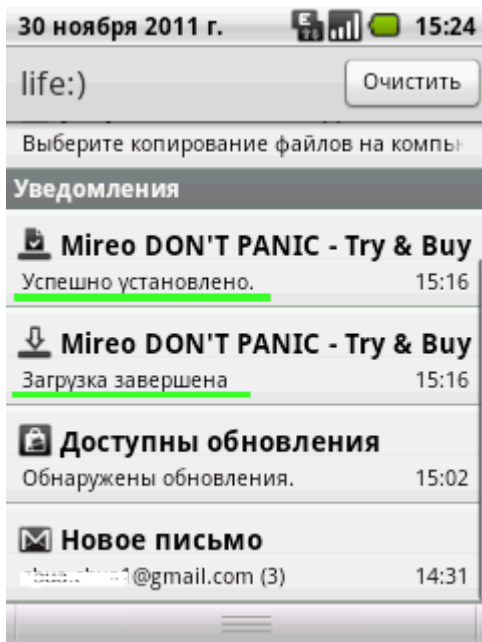 30 ноября 2011 г. 15:24
life:)
Очистить
Выберите копирование файлов на компь
Уведомления
Mireo DON'T PANIC - Try & Buy
Успешно установлено. 15:16
Mireo DON'T PANIC - Try & Buy
Загрузка завершена 15:16
Доступны обновления
Обнаружены обновления. 15:02
Новое письмо
1@gmail.com (3) 14:31